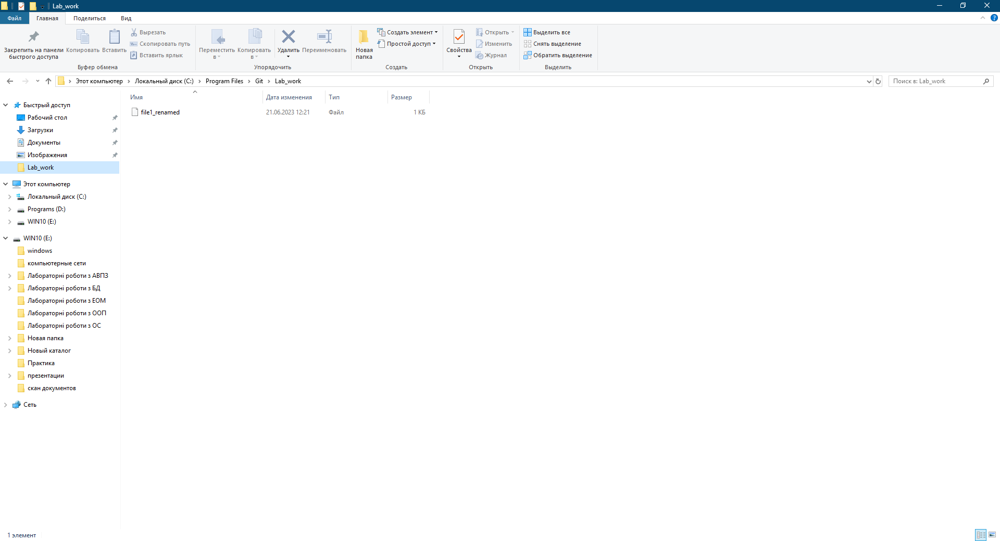 Lab_work
Файл Главная Поделиться Вид
Закрепить на панели быстрого доступа
Копировать
Вставить
Вырезать
Скопировать путь
Вставить ярлык
Буфер обмена
Переместить в
Копировать в
Удалить
Переименовать
Упорядочить
Новая папка
Создать элемент
Простой доступ
Создать
Свойства
Открыть
Изменить
Журнал
Открыть
Выделить все
Снять выделение
Обратить выделение
Выделить
Этот компьютер Локальный диск (C:) Program Files Git Lab_work
Поиск в: Lab_work
Имя Дата изменения Тип Размер
file1_renamed 21.06.2023 12:21 Файл 1 КБ
Быстрый доступ
Рабочий стол
Загрузки
Документы
Изображения
Lab_work
Этот компьютер
Локальный диск (C:)
Programs (D:)
WIN10 (E:)
WIN10 (E:)
windows
компьютерные сети
Лабораторні роботи з АВПЗ
Лабораторні роботи з БД
Лабораторні роботи з ЕОМ
Лабораторні роботи з ООП
Лабораторні роботи з ОС
Новая папка
Новый каталог
Практика
презентации
скан документов
Сеть
1 элемент